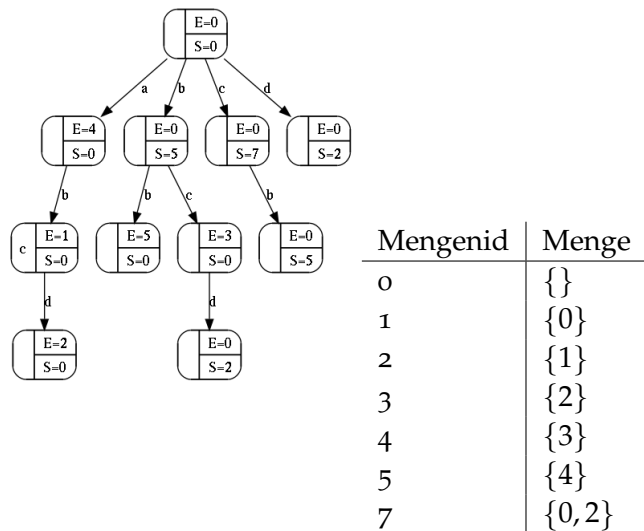 E=0
S=0
a b c d
E=4 E=0 E=0 E=0
S=0 S=5 S=7 S=2
b b c b
c E=1 E=5 E=3 E=0
S=0 S=0 S=0 S=5
d d
E=2 E=0
S=0 S=2
Mengenid Menge
0 {}
1 {0}
2 {1}
3 {2}
4 {3}
5 {4}
7 {0, 2}